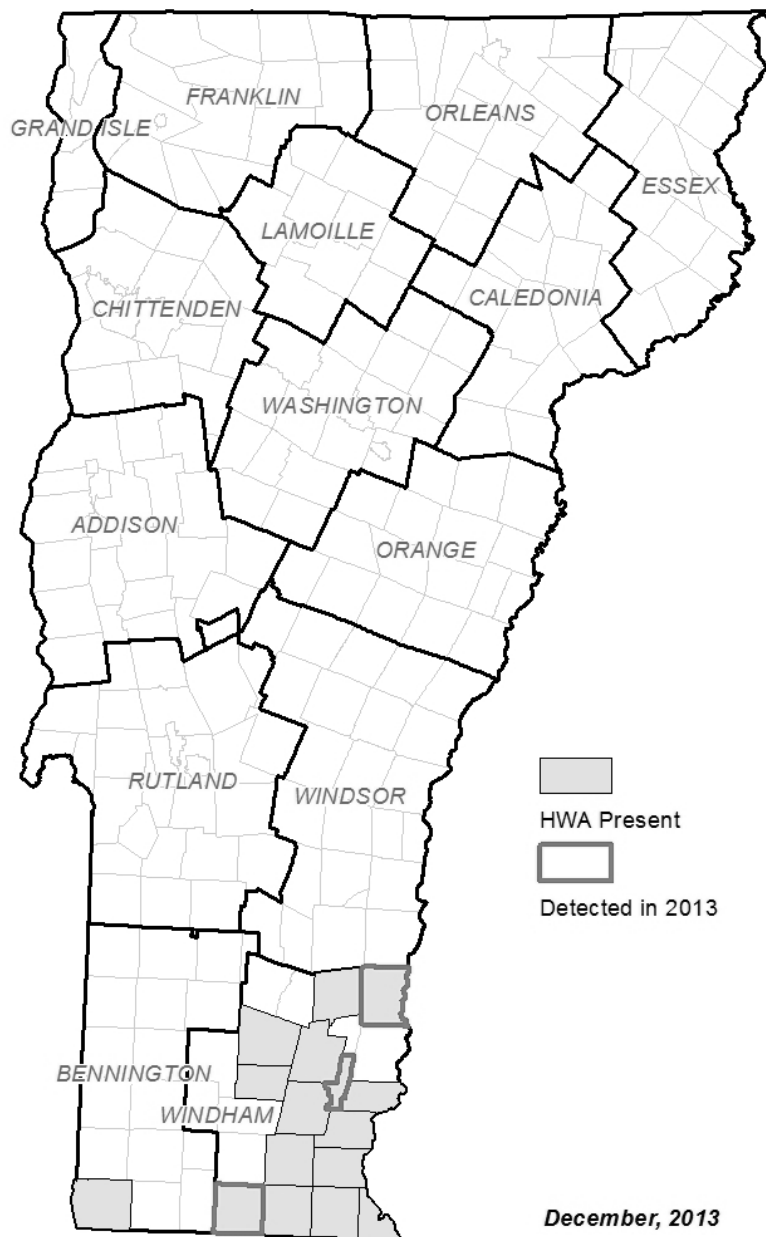 FRANKLIN
ORLEANS
GRAND ISLE
ESSEX
LAMOILLE
CALEDONIA
CHITTENDEN
WASHINGTON
ADDISON
ORANGE
RUTLAND
WINDSOR
HWA Present
Detected in 2013
BENNINGTON
WINDHAM
December, 2013